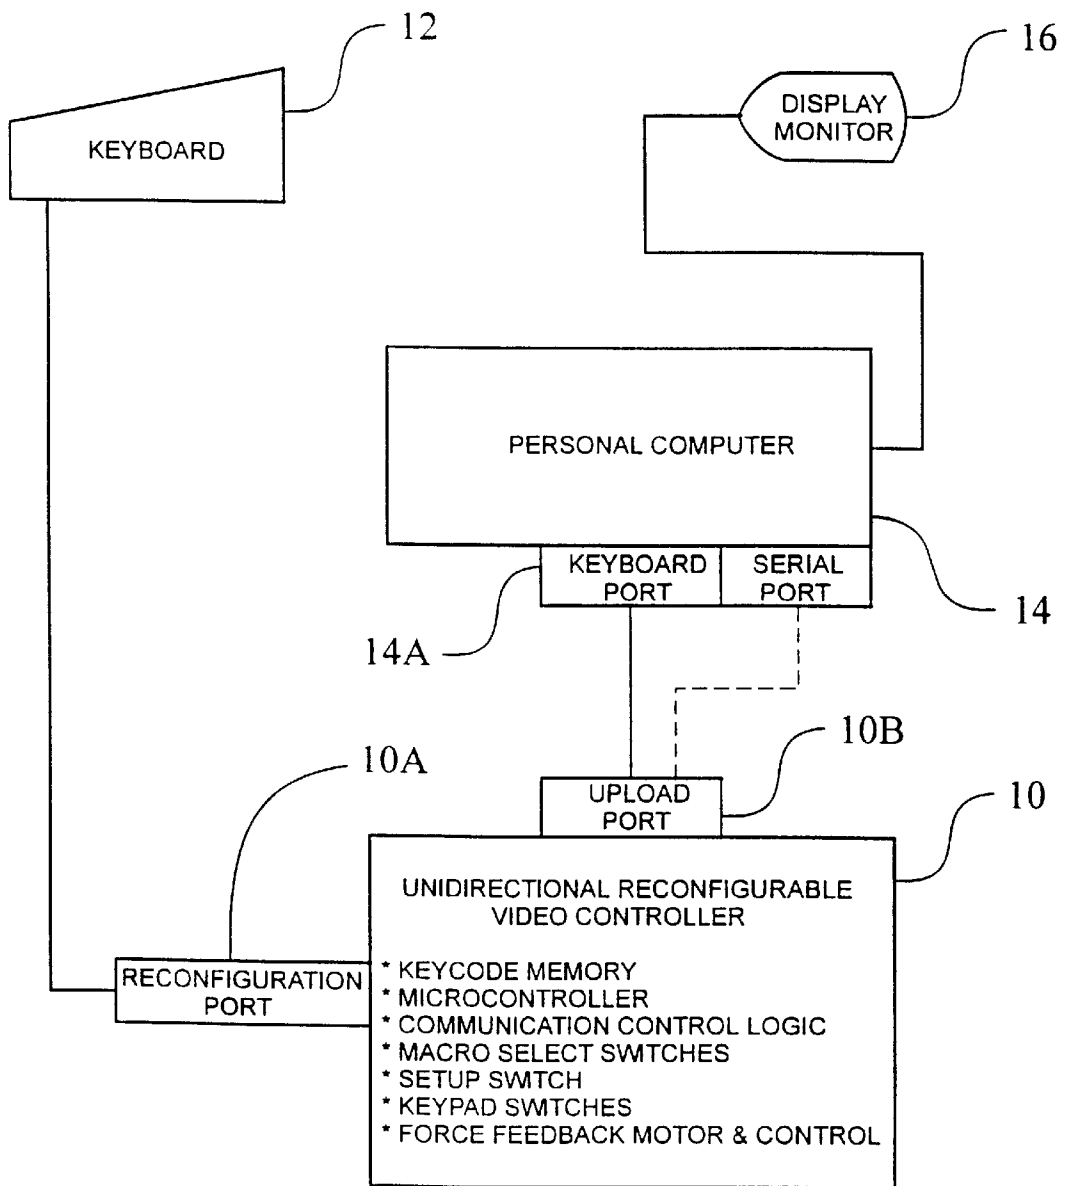 12
16
KEYBOARD
DISPLAY
MONITOR
PERSONAL COMPUTER
KEYBOARD
PORT
SERIAL
PORT
14
14A
10B
10A
UPLOAD
PORT
10
UNIDIRECTIONAL RECONFIGURABLE
VIDEO CONTROLLER
RECONFIGURATION
PORT
* KEYCODE MEMORY
* MICROCONTROLLER
* COMMUNICATION CONTROL LOGIC
* MACRO SELECT SWITCHES
* SETUP SWITCH
* KEYPAD SWITCHES
* FORCE FEEDBACK MOTOR & CONTROL